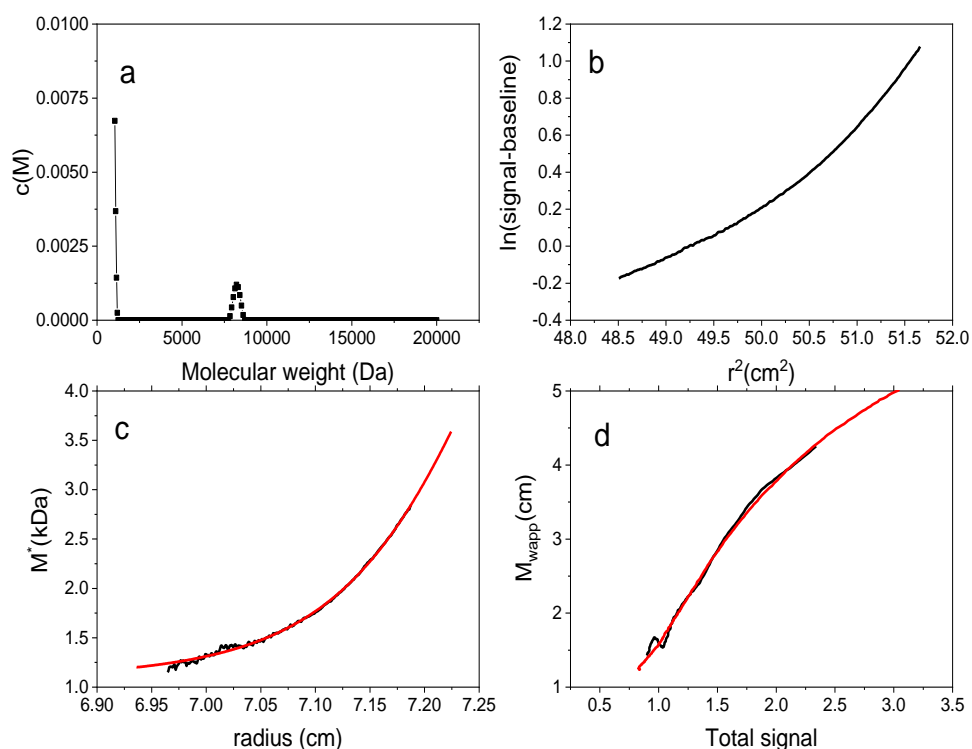 a
0.0100
0.0075
0.0050
0.0025
0.0000
c(M)
0 5000 10000 15000 20000
Molecular weight (Da)
b
1.2
1.0
0.8
0.6
0.4
0.2
0.0
-0.2
-0.4
ln(signal-baseline)
48.0 48.5 49.0 49.5 50.0 50.5 51.0 51.5 52.0
r²(cm²)
c
4.0
3.5
3.0
2.5
2.0
1.5
1.0
M*(kDa)
6.90 6.95 7.00 7.05 7.10 7.15 7.20 7.25
radius (cm)
d
5
4
3
2
1
Mwapp(cm)
0.5 1.0 1.5 2.0 2.5 3.0 3.5
Total signal